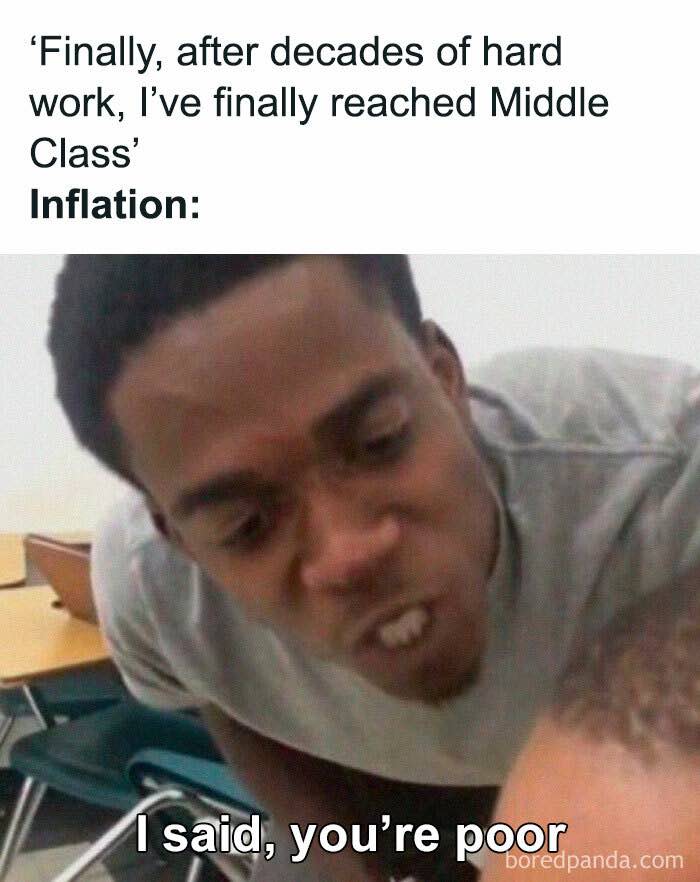 ‘Finally, after decades of hard
work, I’ve finally reached Middle
Class’
Inflation:
I said, you’re poor
boredpanda.com